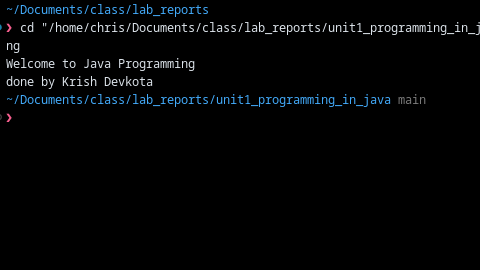 ~/Documents/class/lab_reports
❯ cd "/home/chris/Documents/class/lab_reports/unit1_programming_in_j
ng
Welcome to Java Programming
done by Krish Devkota
~/Documents/class/lab_reports/unit1_programming_in_java main
❯